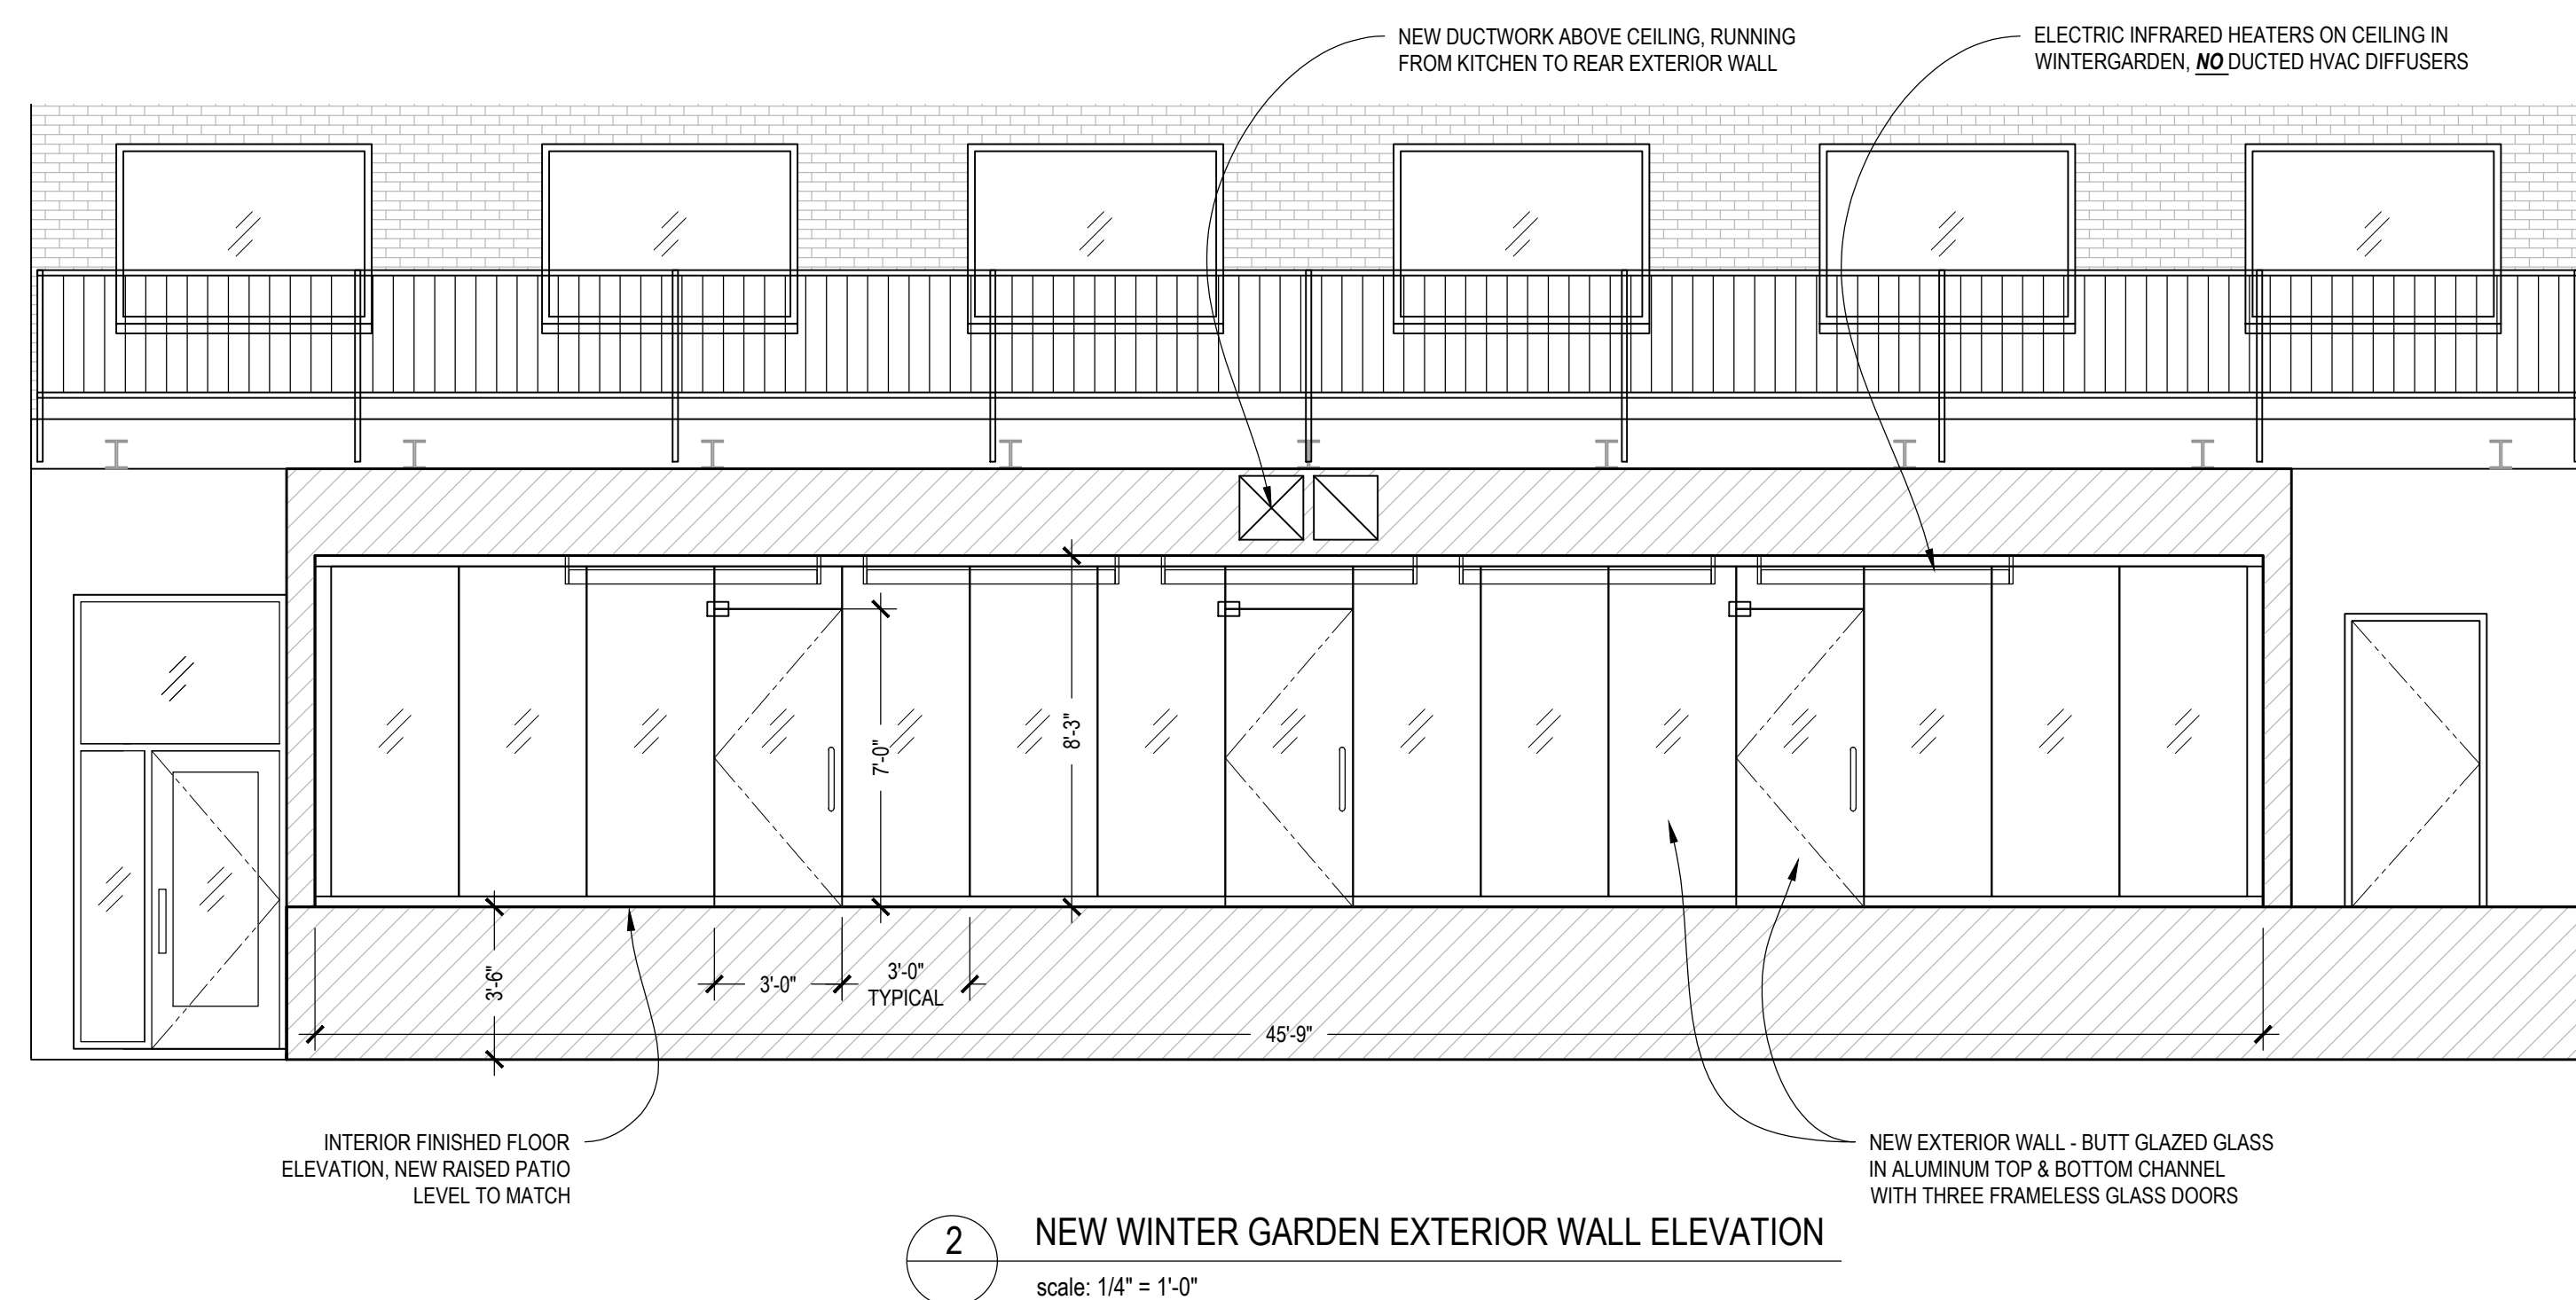 NEW DUCTWORK ABOVE CEILING, RUNNING
FROM KITCHEN TO REAR EXTERIOR WALL
ELECTRIC INFRARED HEATERS ON CEILING IN
WINTERGARDEN, NO DUCTED HVAC DIFFUSERS
7'-0"
8'-3"
3'-6"
3'-0"
3'-0"
TYPICAL
45'-9"
INTERIOR FINISHED FLOOR
ELEVATION, NEW RAISED PATIO
LEVEL TO MATCH
NEW EXTERIOR WALL - BUTT GLAZED GLASS
IN ALUMINUM TOP & BOTTOM CHANNEL
WITH THREE FRAMELESS GLASS DOORS
2
NEW WINTER GARDEN EXTERIOR WALL ELEVATION
scale: 1/4" = 1'-0"